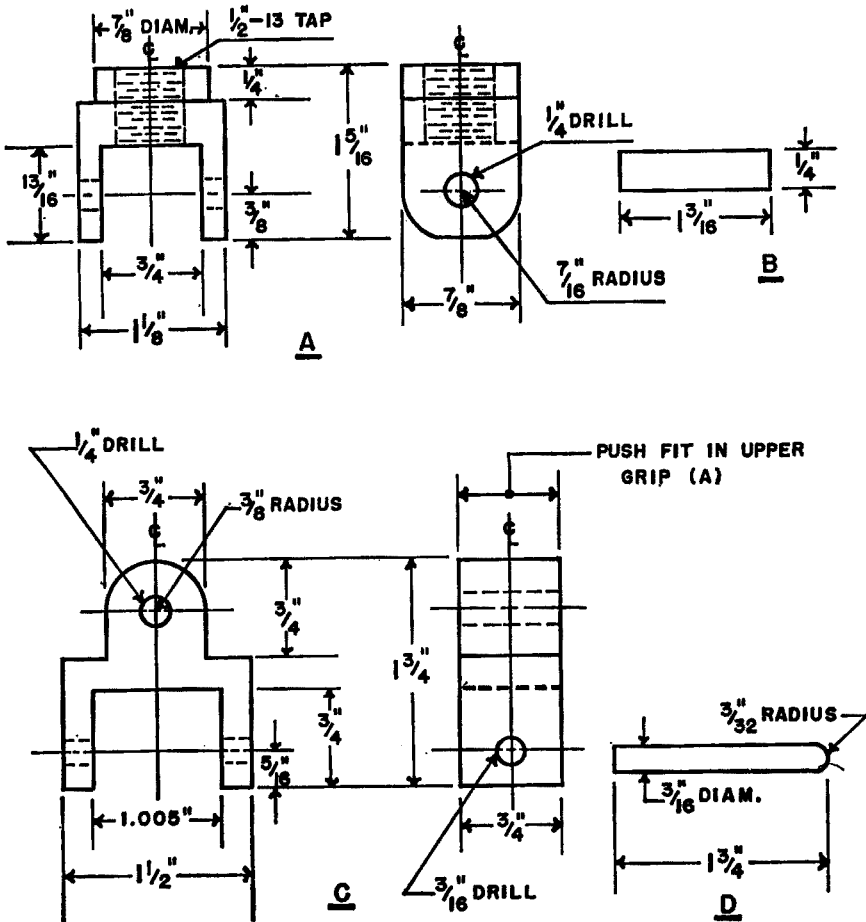 7/8" DIAM.
1/2"-13 TAP
℄
1/4"
1 5/16"
13/16"
3/8"
3/4"
1 1/8"
A
℄
1/4" DRILL
7/16" RADIUS
7/8"
1/4"
1 3/16"
B
1/4" DRILL
3/4"
3/8" RADIUS
℄
3/4"
1 3/4"
3/4"
5/16"
1.005"
1 1/2"
C
PUSH FIT IN UPPER
GRIP (A)
℄
3/4"
3/16" DRILL
3/32" RADIUS
3/16" DIAM.
1 3/4"
D